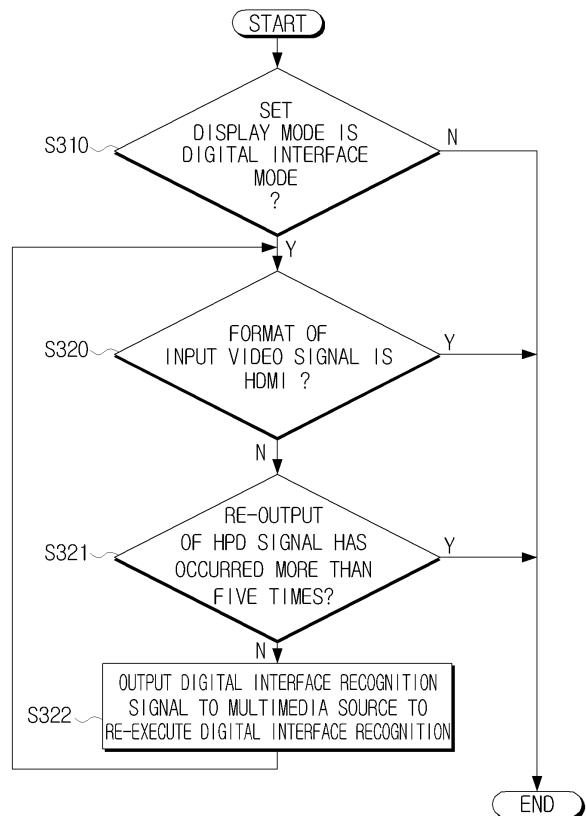 START
SET
DISPLAY MODE IS
DIGITAL INTERFACE
MODE
?
S310
N
Y
FORMAT OF
INPUT VIDEO SIGNAL IS
HDMI ?
S320
Y
N
RE-OUTPUT
OF HPD SIGNAL HAS
OCCURRED MORE THAN
FIVE TIMES?
S321
Y
N
OUTPUT DIGITAL INTERFACE RECOGNITION
SIGNAL TO MULTIMEDIA SOURCE TO
RE-EXECUTE DIGITAL INTERFACE RECOGNITION
S322
END